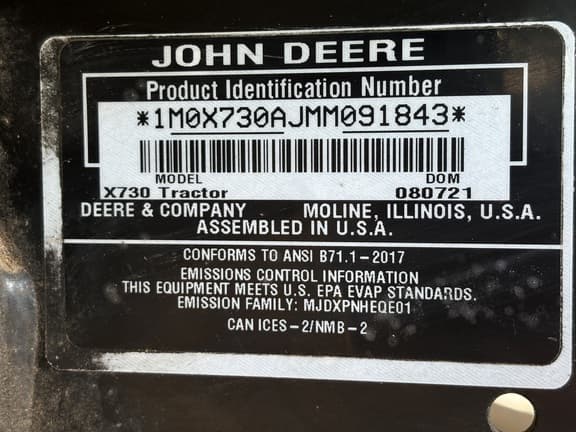 JOHN DEERE
Product Identification Number
*1M0X730AJMM091843*
MODEL DOM
X730 Tractor 080721
DEERE & COMPANY MOLINE, ILLINOIS, U.S.A.
ASSEMBLED IN U.S.A.
CONFORMS TO ANSI B71.1-2017
EMISSIONS CONTROL INFORMATION
THIS EQUIPMENT MEETS U.S. EPA EVAP STANDARDS.
EMISSION FAMILY: MJDXPNHEQE01
CAN ICES-2/NMB-2